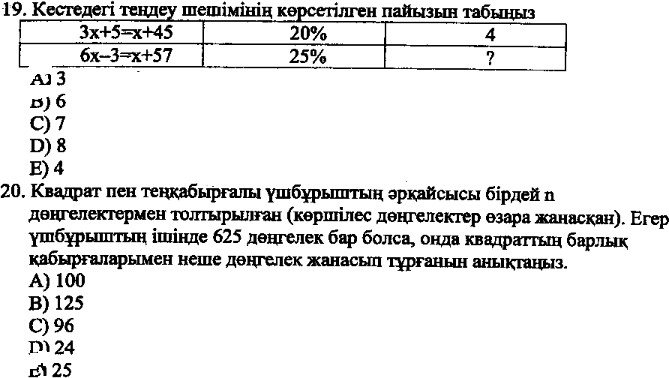 19. Кестедегі теңдеу шешімінің көрсетілген пайызын табыңыз
3x+5=x+45 20% 4
6x–3=x+57 25% ?
A) 3
B) 6
C) 7
D) 8
E) 4
20. Квадрат пен теңқабырғалы үшбұрыштың әрқайсысы бірдей n
дөңгелектермен толтырылған (көршілес дөңгелектер өзара жанасқан). Егер
үшбұрыштың ішінде 625 дөңгелек бар болса, онда квадраттың барлық
қабырғаларымен неше дөңгелек жанасып тұрғанын анықтаңыз.
A) 100
B) 125
C) 96
D) 24
E) 25